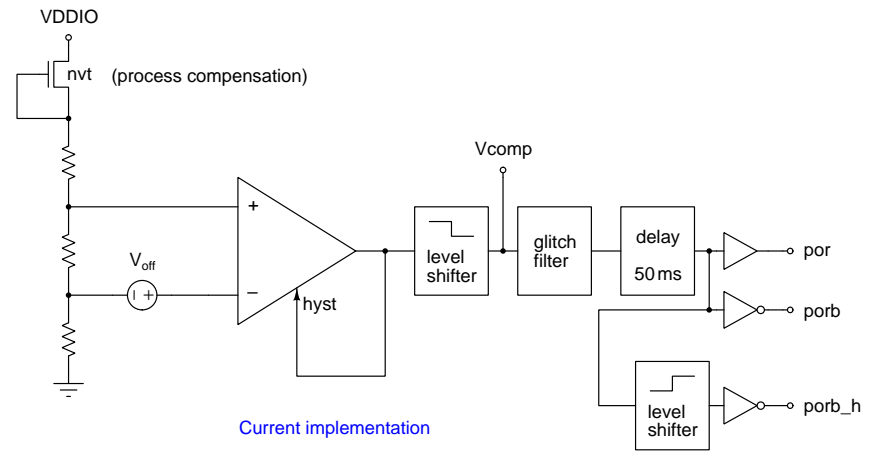 VDDIO
nvt
(process compensation)
Vcomp
+
level
shifter
glitch
filter
delay
50 ms
por
Voff
+
−
hyst
porb
level
shifter
porb_h
Current implementation